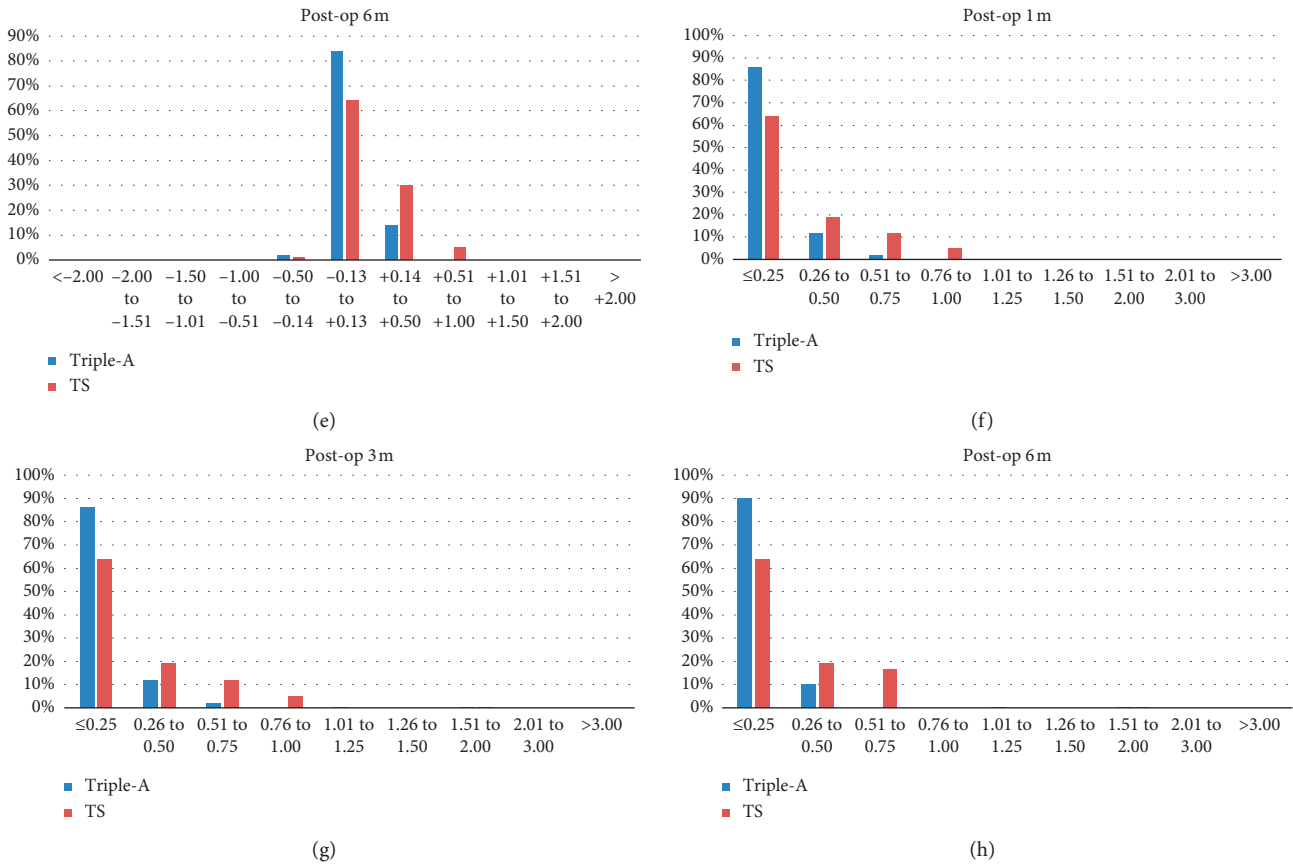 Post-op 6 m
90%
80%
70%
60%
50%
40%
30%
20%
10%
0%
<–2.00 –2.00 –1.50 –1.00 –0.50 –0.13 +0.14 +0.51 +1.01 +1.51 >
to to to to to to to to to +2.00
–1.51 –1.01 –0.51 –0.14 +0.13 +0.50 +1.00 +1.50 +2.00
Triple-A
TS
(e)
Post-op 1 m
100%
90%
80%
70%
60%
50%
40%
30%
20%
10%
0%
≤0.25 0.26 to 0.51 to 0.76 to 1.01 to 1.26 to 1.51 to 2.01 to >3.00
0.50 0.75 1.00 1.25 1.50 2.00 3.00
Triple-A
TS
(f)
Post-op 3 m
100%
90%
80%
70%
60%
50%
40%
30%
20%
10%
0%
≤0.25 0.26 to 0.51 to 0.76 to 1.01 to 1.26 to 1.51 to 2.01 to >3.00
0.50 0.75 1.00 1.25 1.50 2.00 3.00
Triple-A
TS
(g)
Post-op 6 m
100%
90%
80%
70%
60%
50%
40%
30%
20%
10%
0%
≤0.25 0.26 to 0.51 to 0.76 to 1.01 to 1.26 to 1.51 to 2.01 to >3.00
0.50 0.75 1.00 1.25 1.50 2.00 3.00
Triple-A
TS
(h)